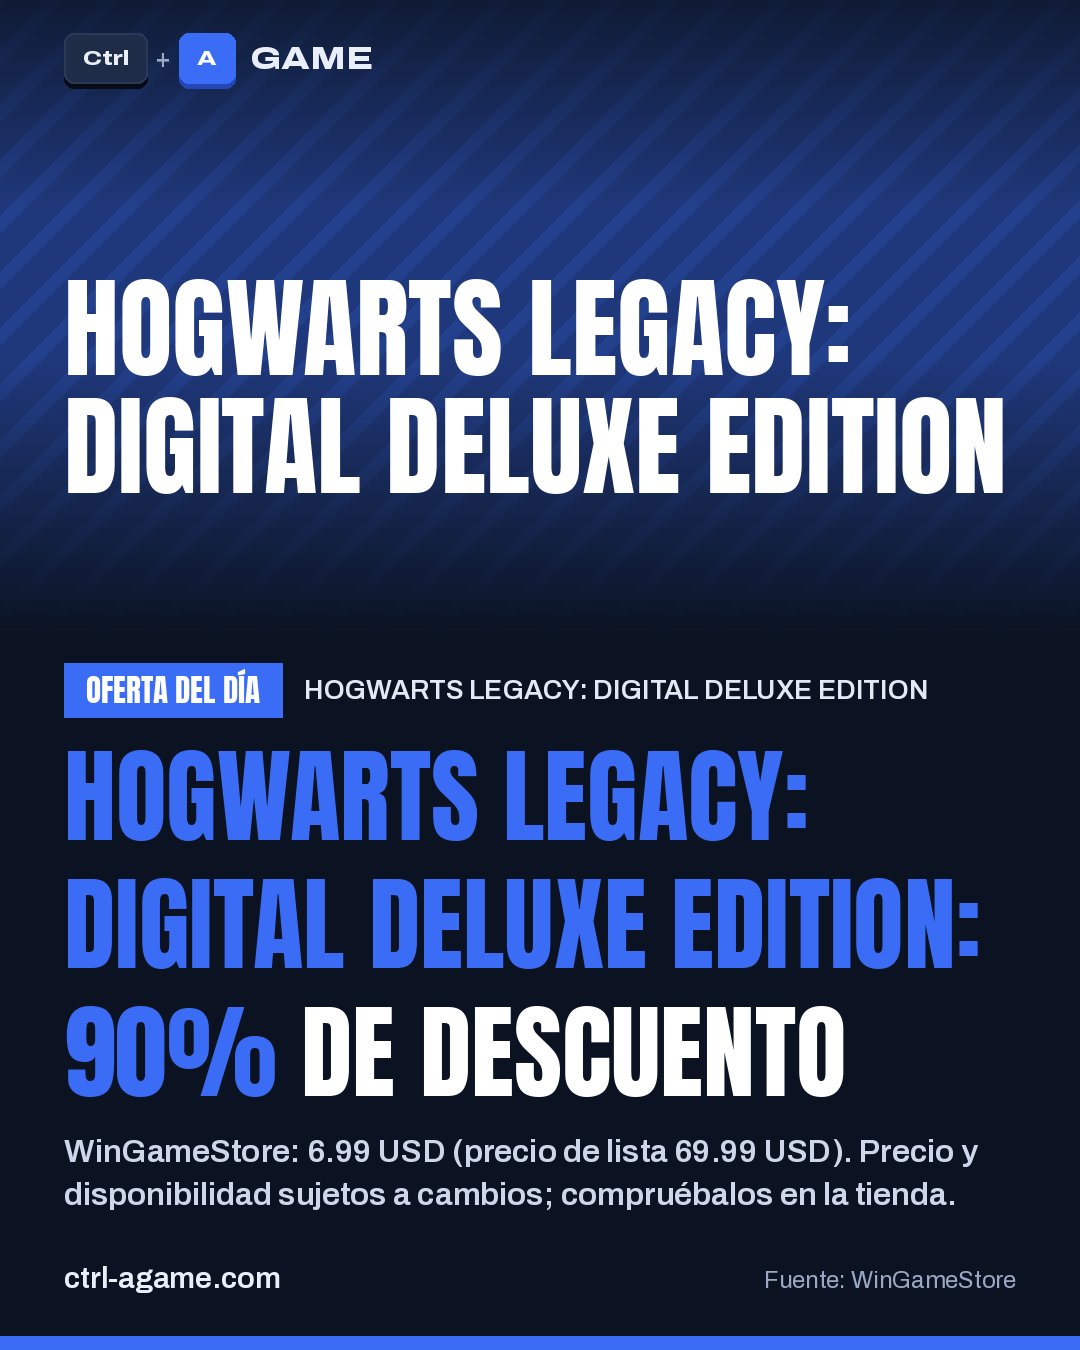 Ctrl + A GAME
HOGWARTS LEGACY:
DIGITAL DELUXE EDITION
OFERTA DEL DÍA HOGWARTS LEGACY: DIGITAL DELUXE EDITION
HOGWARTS LEGACY:
DIGITAL DELUXE EDITION:
90% DE DESCUENTO
WinGameStore: 6.99 USD (precio de lista 69.99 USD). Precio y
disponibilidad sujetos a cambios; compruébalos en la tienda.
ctrl-agame.com Fuente: WinGameStore